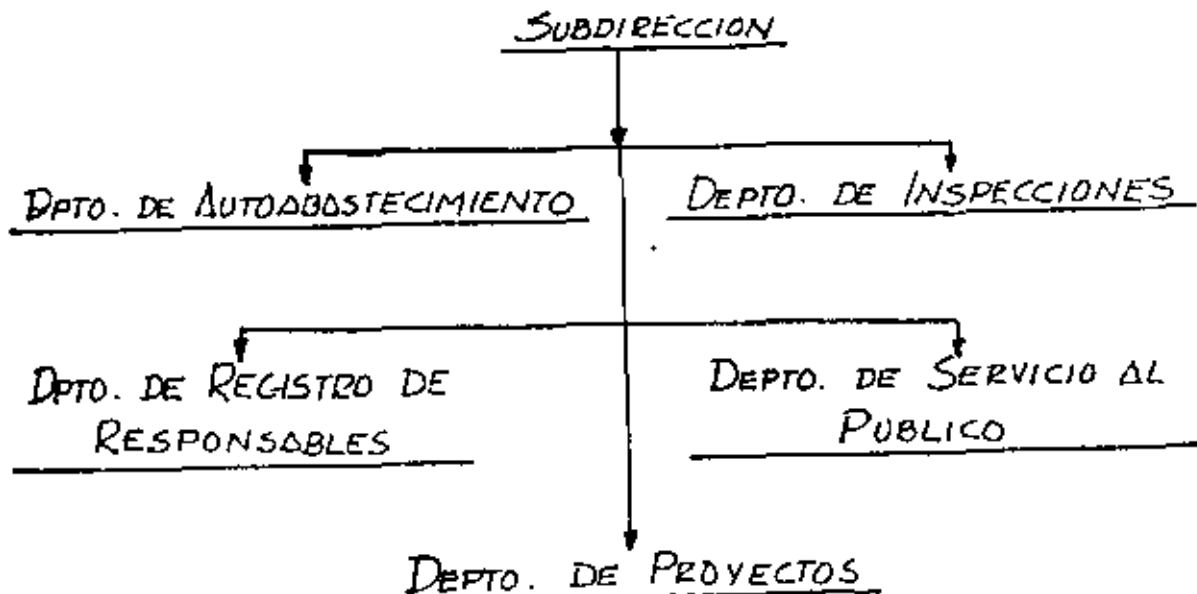 SUBDIRECCION
DPTO. DE AUTOABASTECIMIENTO
DEPTO. DE INSPECCIONES
DPTO. DE REGISTRO DE
RESPONSABLES
DEPTO. DE SERVICIO AL
PUBLICO
DEPTO. DE PROYECTOS